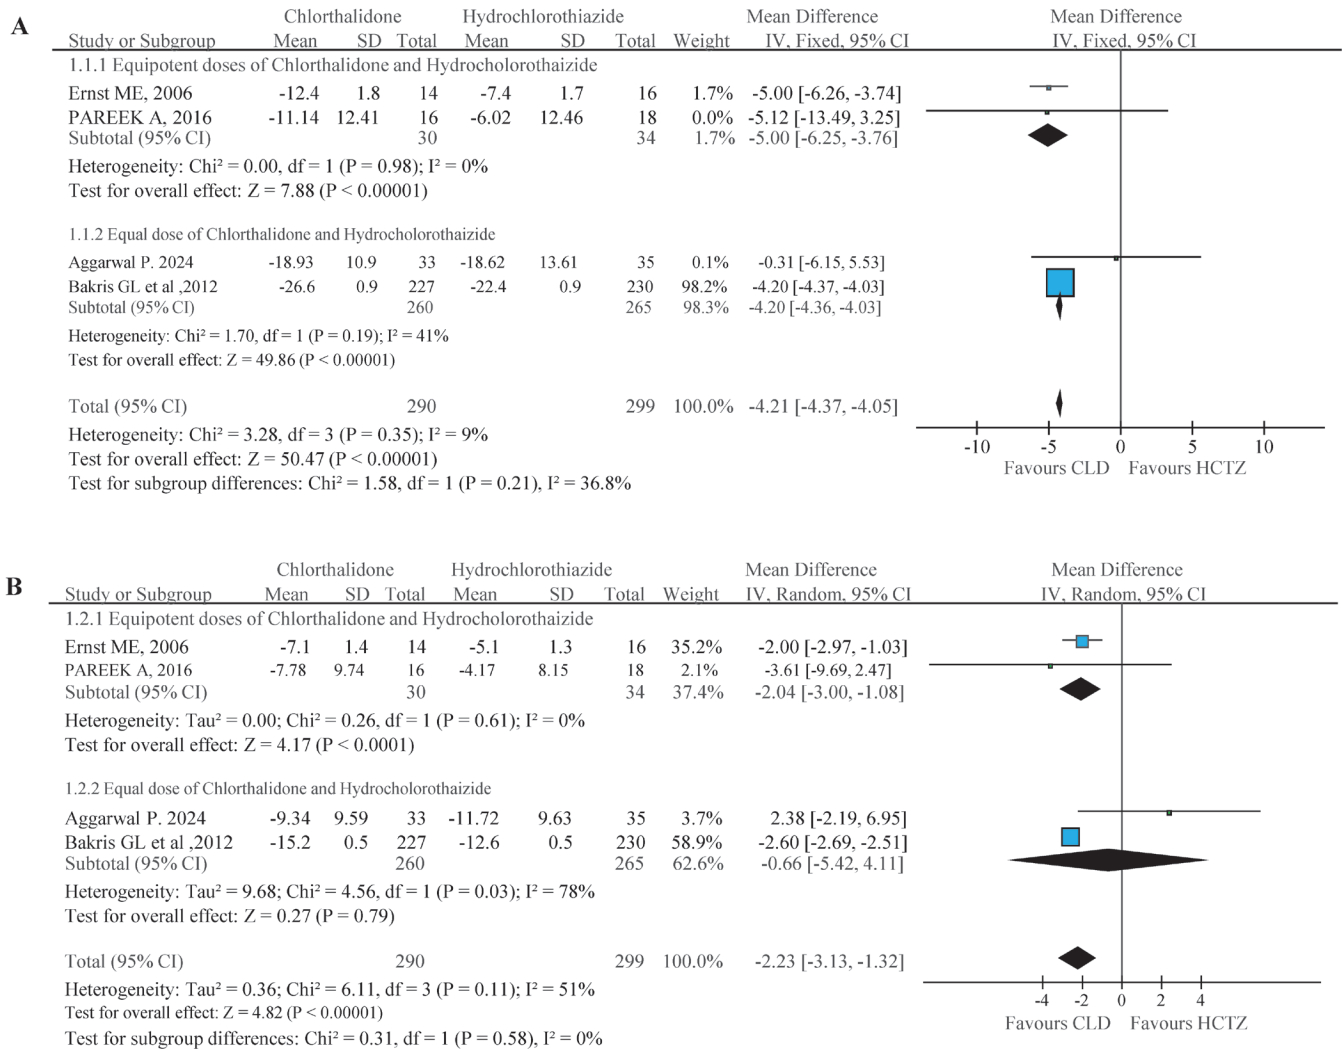 A
Chlorthalidone Hydrochlorothiazide Mean Difference Mean Difference
Study or Subgroup Mean SD Total Mean SD Total Weight IV, Fixed, 95% CI IV, Fixed, 95% CI
1.1.1 Equipotent doses of Chlorthalidone and Hydrocholorothaizide
Ernst ME, 2006 -12.4 1.8 14 -7.4 1.7 16 1.7% -5.00 [-6.26, -3.74]
PAREEK A, 2016 -11.14 12.41 16 -6.02 12.46 18 0.0% -5.12 [-13.49, 3.25]
Subtotal (95% CI) 30 34 1.7% -5.00 [-6.25, -3.76]
Heterogeneity: Chi² = 0.00, df = 1 (P = 0.98); I² = 0%
Test for overall effect: Z = 7.88 (P < 0.00001)
1.1.2 Equal dose of Chlorthalidone and Hydrocholorothaizide
Aggarwal P. 2024 -18.93 10.9 33 -18.62 13.61 35 0.1% -0.31 [-6.15, 5.53]
Bakris GL et al ,2012 -26.6 0.9 227 -22.4 0.9 230 98.2% -4.20 [-4.37, -4.03]
Subtotal (95% CI) 260 265 98.3% -4.20 [-4.36, -4.03]
Heterogeneity: Chi² = 1.70, df = 1 (P = 0.19); I² = 41%
Test for overall effect: Z = 49.86 (P < 0.00001)
Total (95% CI) 290 299 100.0% -4.21 [-4.37, -4.05]
Heterogeneity: Chi² = 3.28, df = 3 (P = 0.35); I² = 9%
Test for overall effect: Z = 50.47 (P < 0.00001)
Test for subgroup differences: Chi² = 1.58, df = 1 (P = 0.21), I² = 36.8%
-10 -5 0 5 10
Favours CLD Favours HCTZ
B
Chlorthalidone Hydrochlorothiazide Mean Difference Mean Difference
Study or Subgroup Mean SD Total Mean SD Total Weight IV, Random, 95% CI IV, Random, 95% CI
1.2.1 Equipotent doses of Chlorthalidone and Hydrocholorothaizide
Ernst ME, 2006 -7.1 1.4 14 -5.1 1.3 16 35.2% -2.00 [-2.97, -1.03]
PAREEK A, 2016 -7.78 9.74 16 -4.17 8.15 18 2.1% -3.61 [-9.69, 2.47]
Subtotal (95% CI) 30 34 37.4% -2.04 [-3.00, -1.08]
Heterogeneity: Tau² = 0.00; Chi² = 0.26, df = 1 (P = 0.61); I² = 0%
Test for overall effect: Z = 4.17 (P < 0.0001)
1.2.2 Equal dose of Chlorthalidone and Hydrocholorothaizide
Aggarwal P. 2024 -9.34 9.59 33 -11.72 9.63 35 3.7% 2.38 [-2.19, 6.95]
Bakris GL et al ,2012 -15.2 0.5 227 -12.6 0.5 230 58.9% -2.60 [-2.69, -2.51]
Subtotal (95% CI) 260 265 62.6% -0.66 [-5.42, 4.11]
Heterogeneity: Tau² = 9.68; Chi² = 4.56, df = 1 (P = 0.03); I² = 78%
Test for overall effect: Z = 0.27 (P = 0.79)
Total (95% CI) 290 299 100.0% -2.23 [-3.13, -1.32]
Heterogeneity: Tau² = 0.36; Chi² = 6.11, df = 3 (P = 0.11); I² = 51%
Test for overall effect: Z = 4.82 (P < 0.00001)
Test for subgroup differences: Chi² = 0.31, df = 1 (P = 0.58), I² = 0%
-4 -2 0 2 4
Favours CLD Favours HCTZ